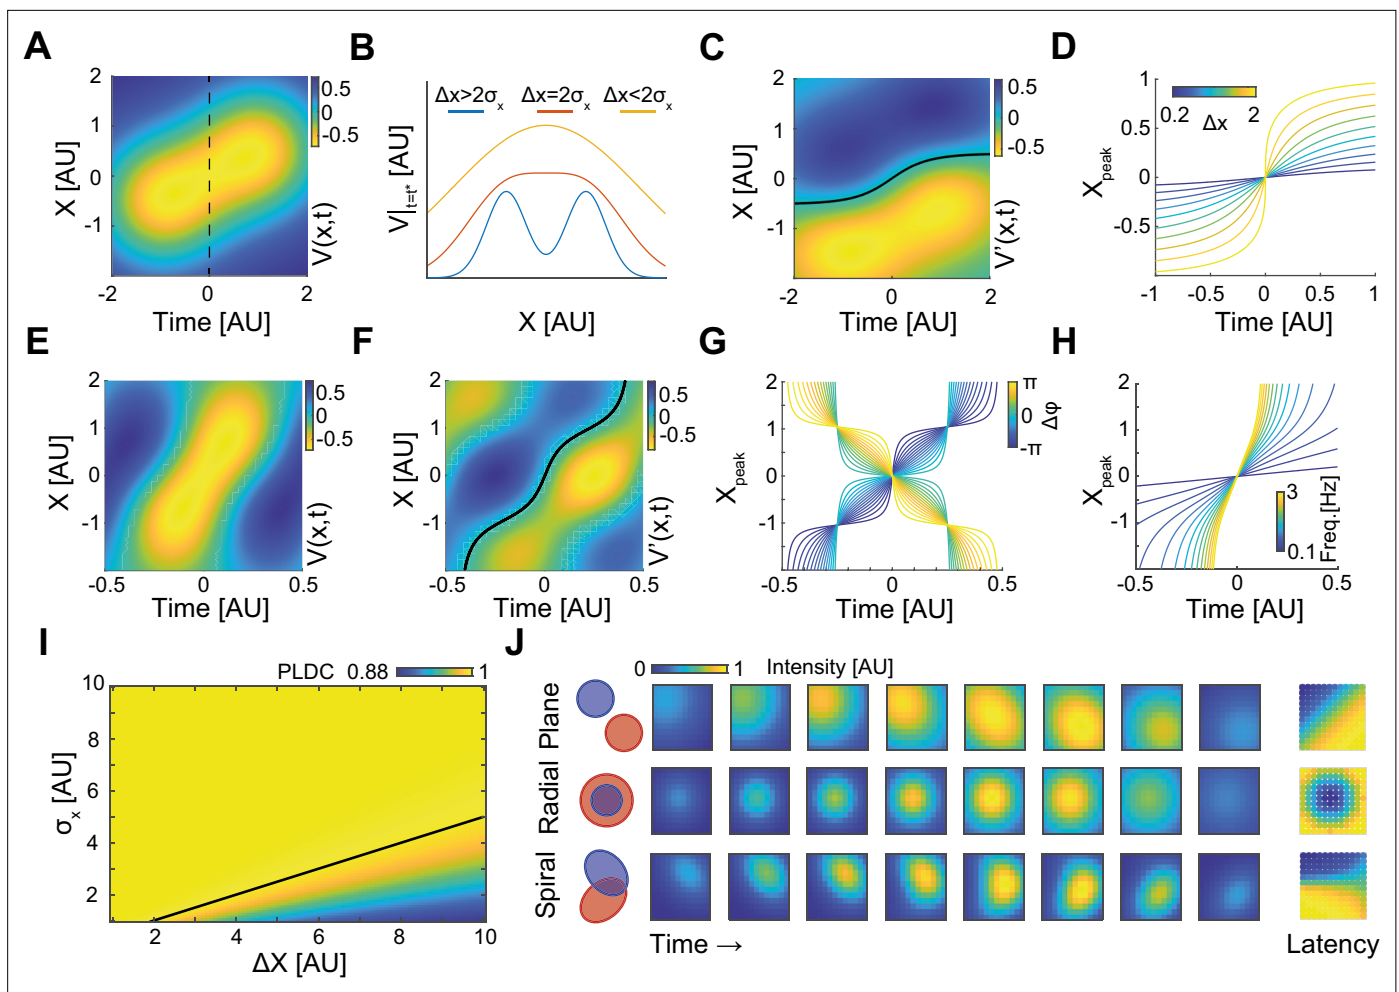 A
B
C
D
2
1
0
-1
X [AU]
-2
0
2
Time [AU]
0.5
0
-0.5
V(x,t)
Δx>2σx
Δx=2σx
Δx<2σx
V|t=t* [AU]
X [AU]
2
1
0
-1
X [AU]
-2
0
2
Time [AU]
0.5
0
-0.5
V'(x,t)
1
0.5
0
-0.5
Xpeak
0.2
Δx
2
-1
-0.5
0
0.5
1
Time [AU]
E
F
G
H
2
1
0
-1
X [AU]
-0.5
0
0.5
Time [AU]
0.5
0
-0.5
V(x,t)
2
1
0
-1
X [AU]
-0.5
0
0.5
Time [AU]
0.5
0
-0.5
V'(x,t)
2
1
0
-1
Xpeak
-0.5
0
0.5
Time [AU]
π
0
-π
Δφ
2
1
0
-1
Xpeak
-0.5
0
0.5
Time [AU]
3
0.1
Freq.[Hz]
I
PLDC
0.88
1
10
8
6
4
2
σx [AU]
2
4
6
8
10
ΔX [AU]
J
0
1
Intensity [AU]
Plane
Radial
Spiral
Time →
Latency